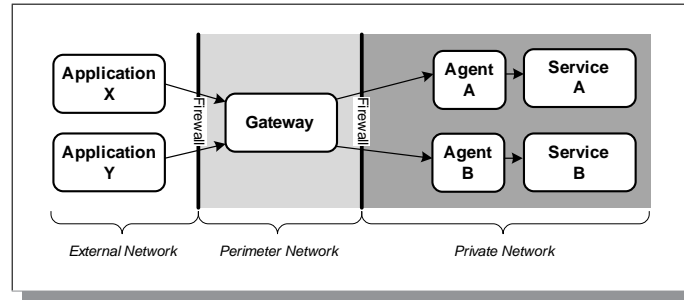 Application
X
Application
Y
Firewall
Gateway
Firewall
Agent
A
Service
A
Agent
B
Service
B
External Network
Perimeter Network
Private Network